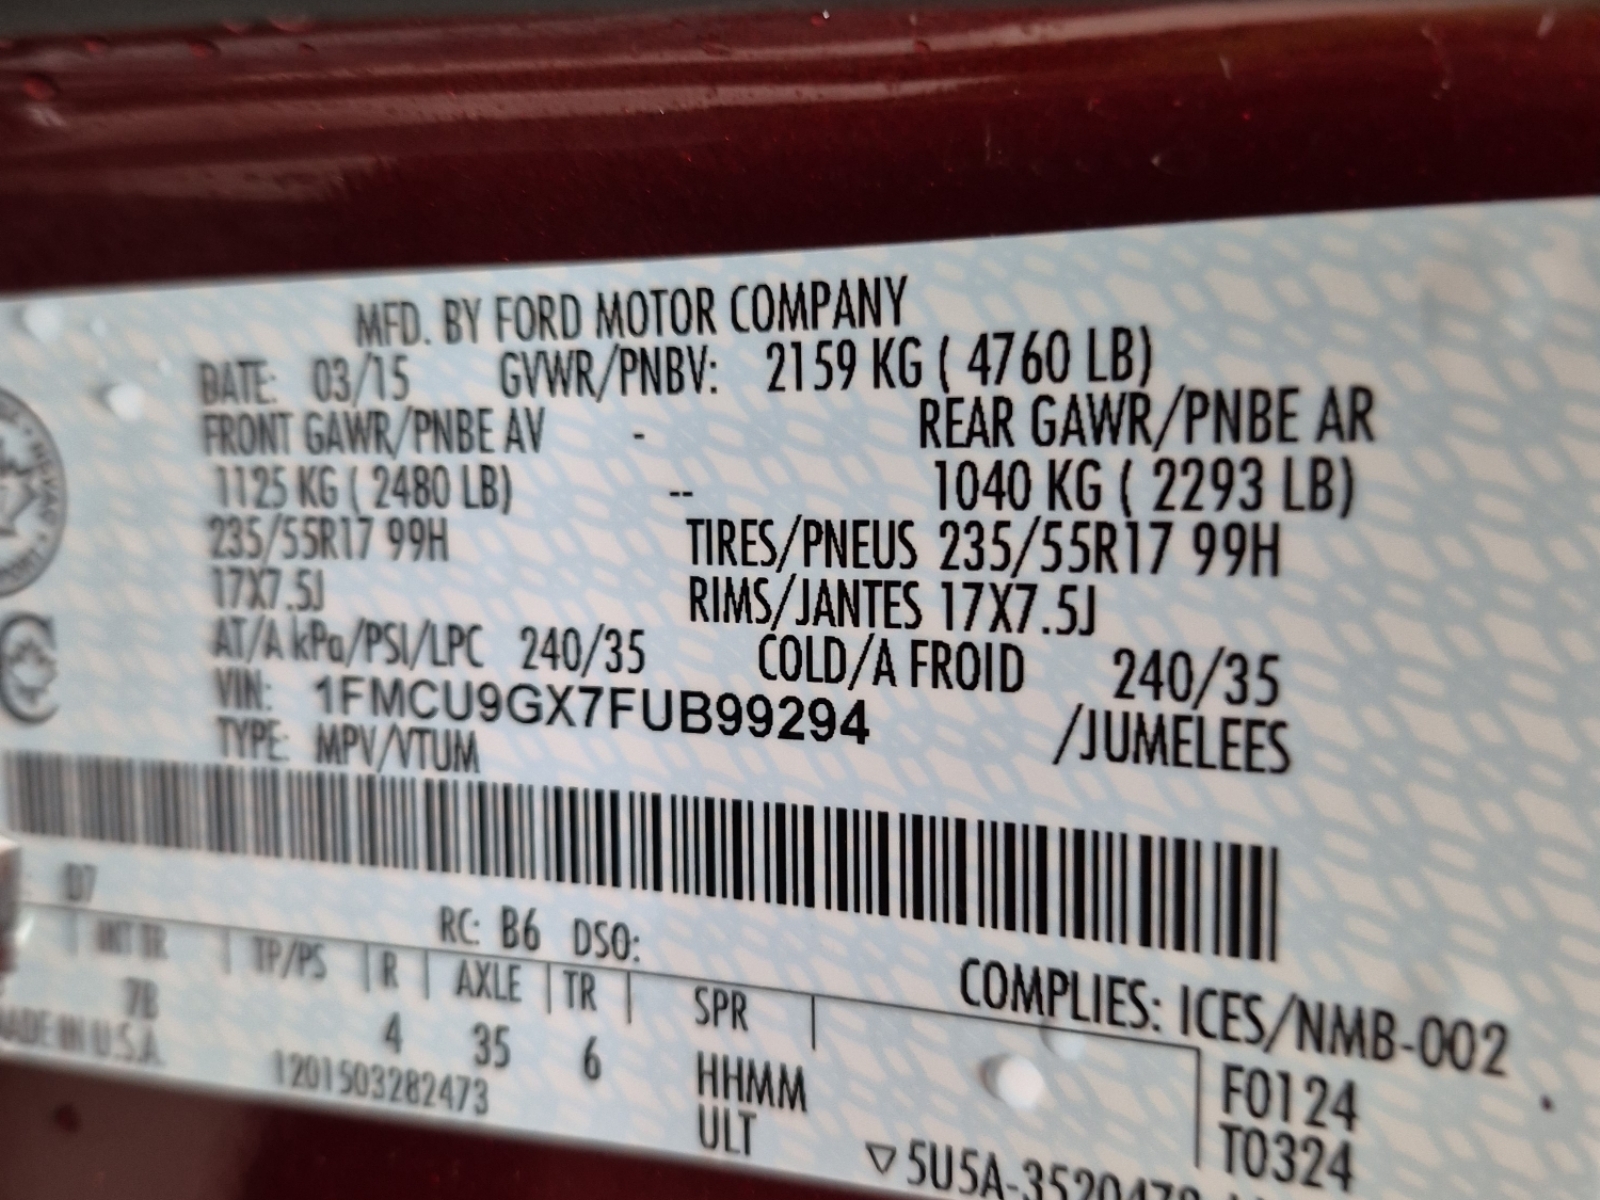 MFD. BY FORD MOTOR COMPANY
DATE: 03/15 GVWR/PNBV: 2159 KG ( 4760 LB)
FRONT GAWR/PNBE AV - REAR GAWR/PNBE AR
1125 KG ( 2480 LB) -- 1040 KG ( 2293 LB)
235/55R17 99H TIRES/PNEUS 235/55R17 99H
17X7.5J RIMS/JANTES 17X7.5J
AT/A kPa/PSI/LPC 240/35 COLD/A FROID 240/35
VIN: 1FMCU9GX7FUB99294 /JUMELEES
TYPE: MPV/VTUM
RC: B6 DSO:
INT TR TP/PS R AXLE TR SPR COMPLIES: ICES/NMB-002
7B 4 35 6 HHMM F0124
MADE IN U.S.A. 1201503282473 ULT T0324
▽ 5U5A-3520472